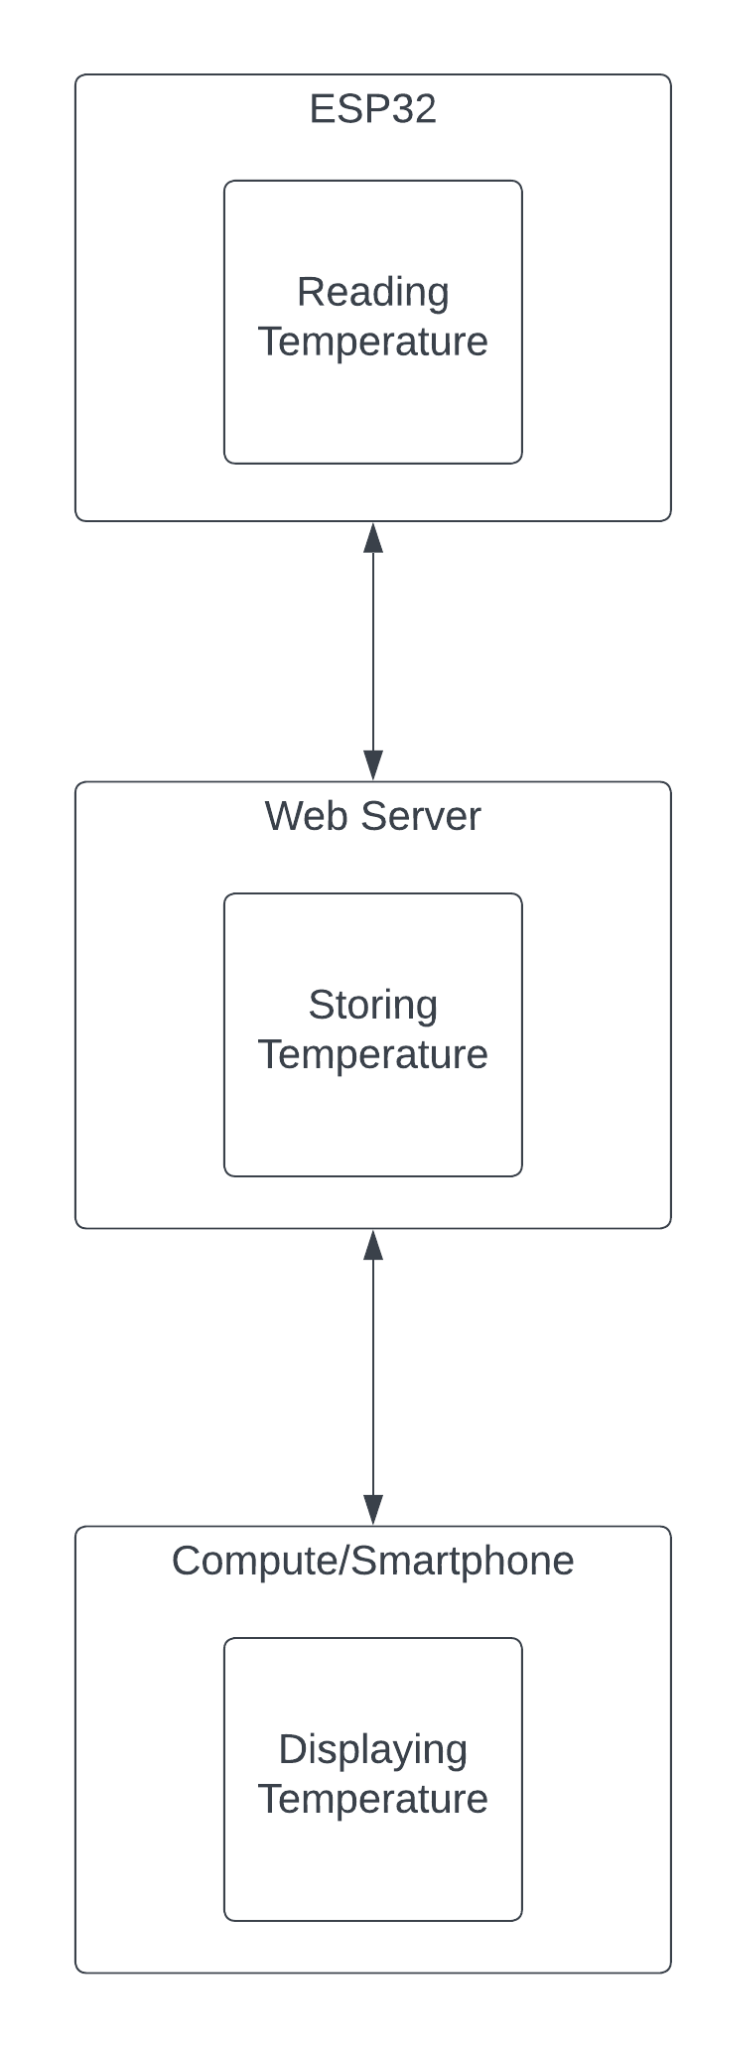 ESP32
Reading
Temperature
Web Server
Storing
Temperature
Compute/Smartphone
Displaying
Temperature